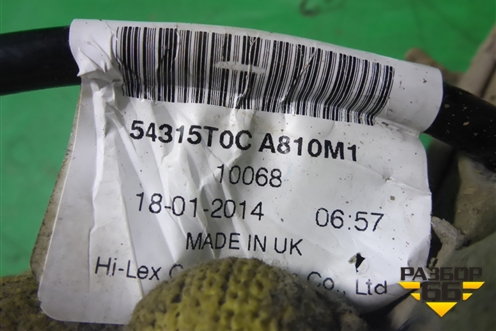 54315T0C A810M1
10068
18-01-2014 06:57
MADE IN UK
Hi-Lex Co., Ltd
РАЗБОР
66